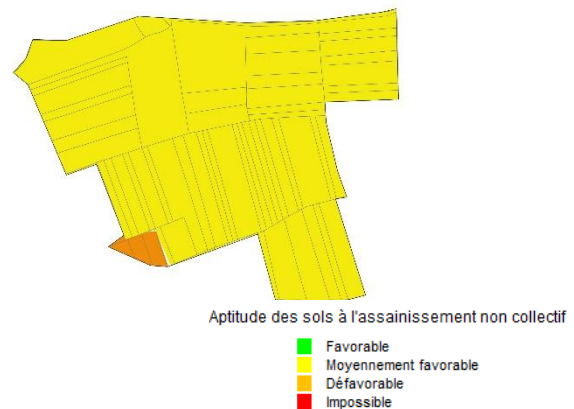 Aptitude des sols à l'assainissement non collectif
Favorable
Moyennement favorable
Défavorable
Impossible